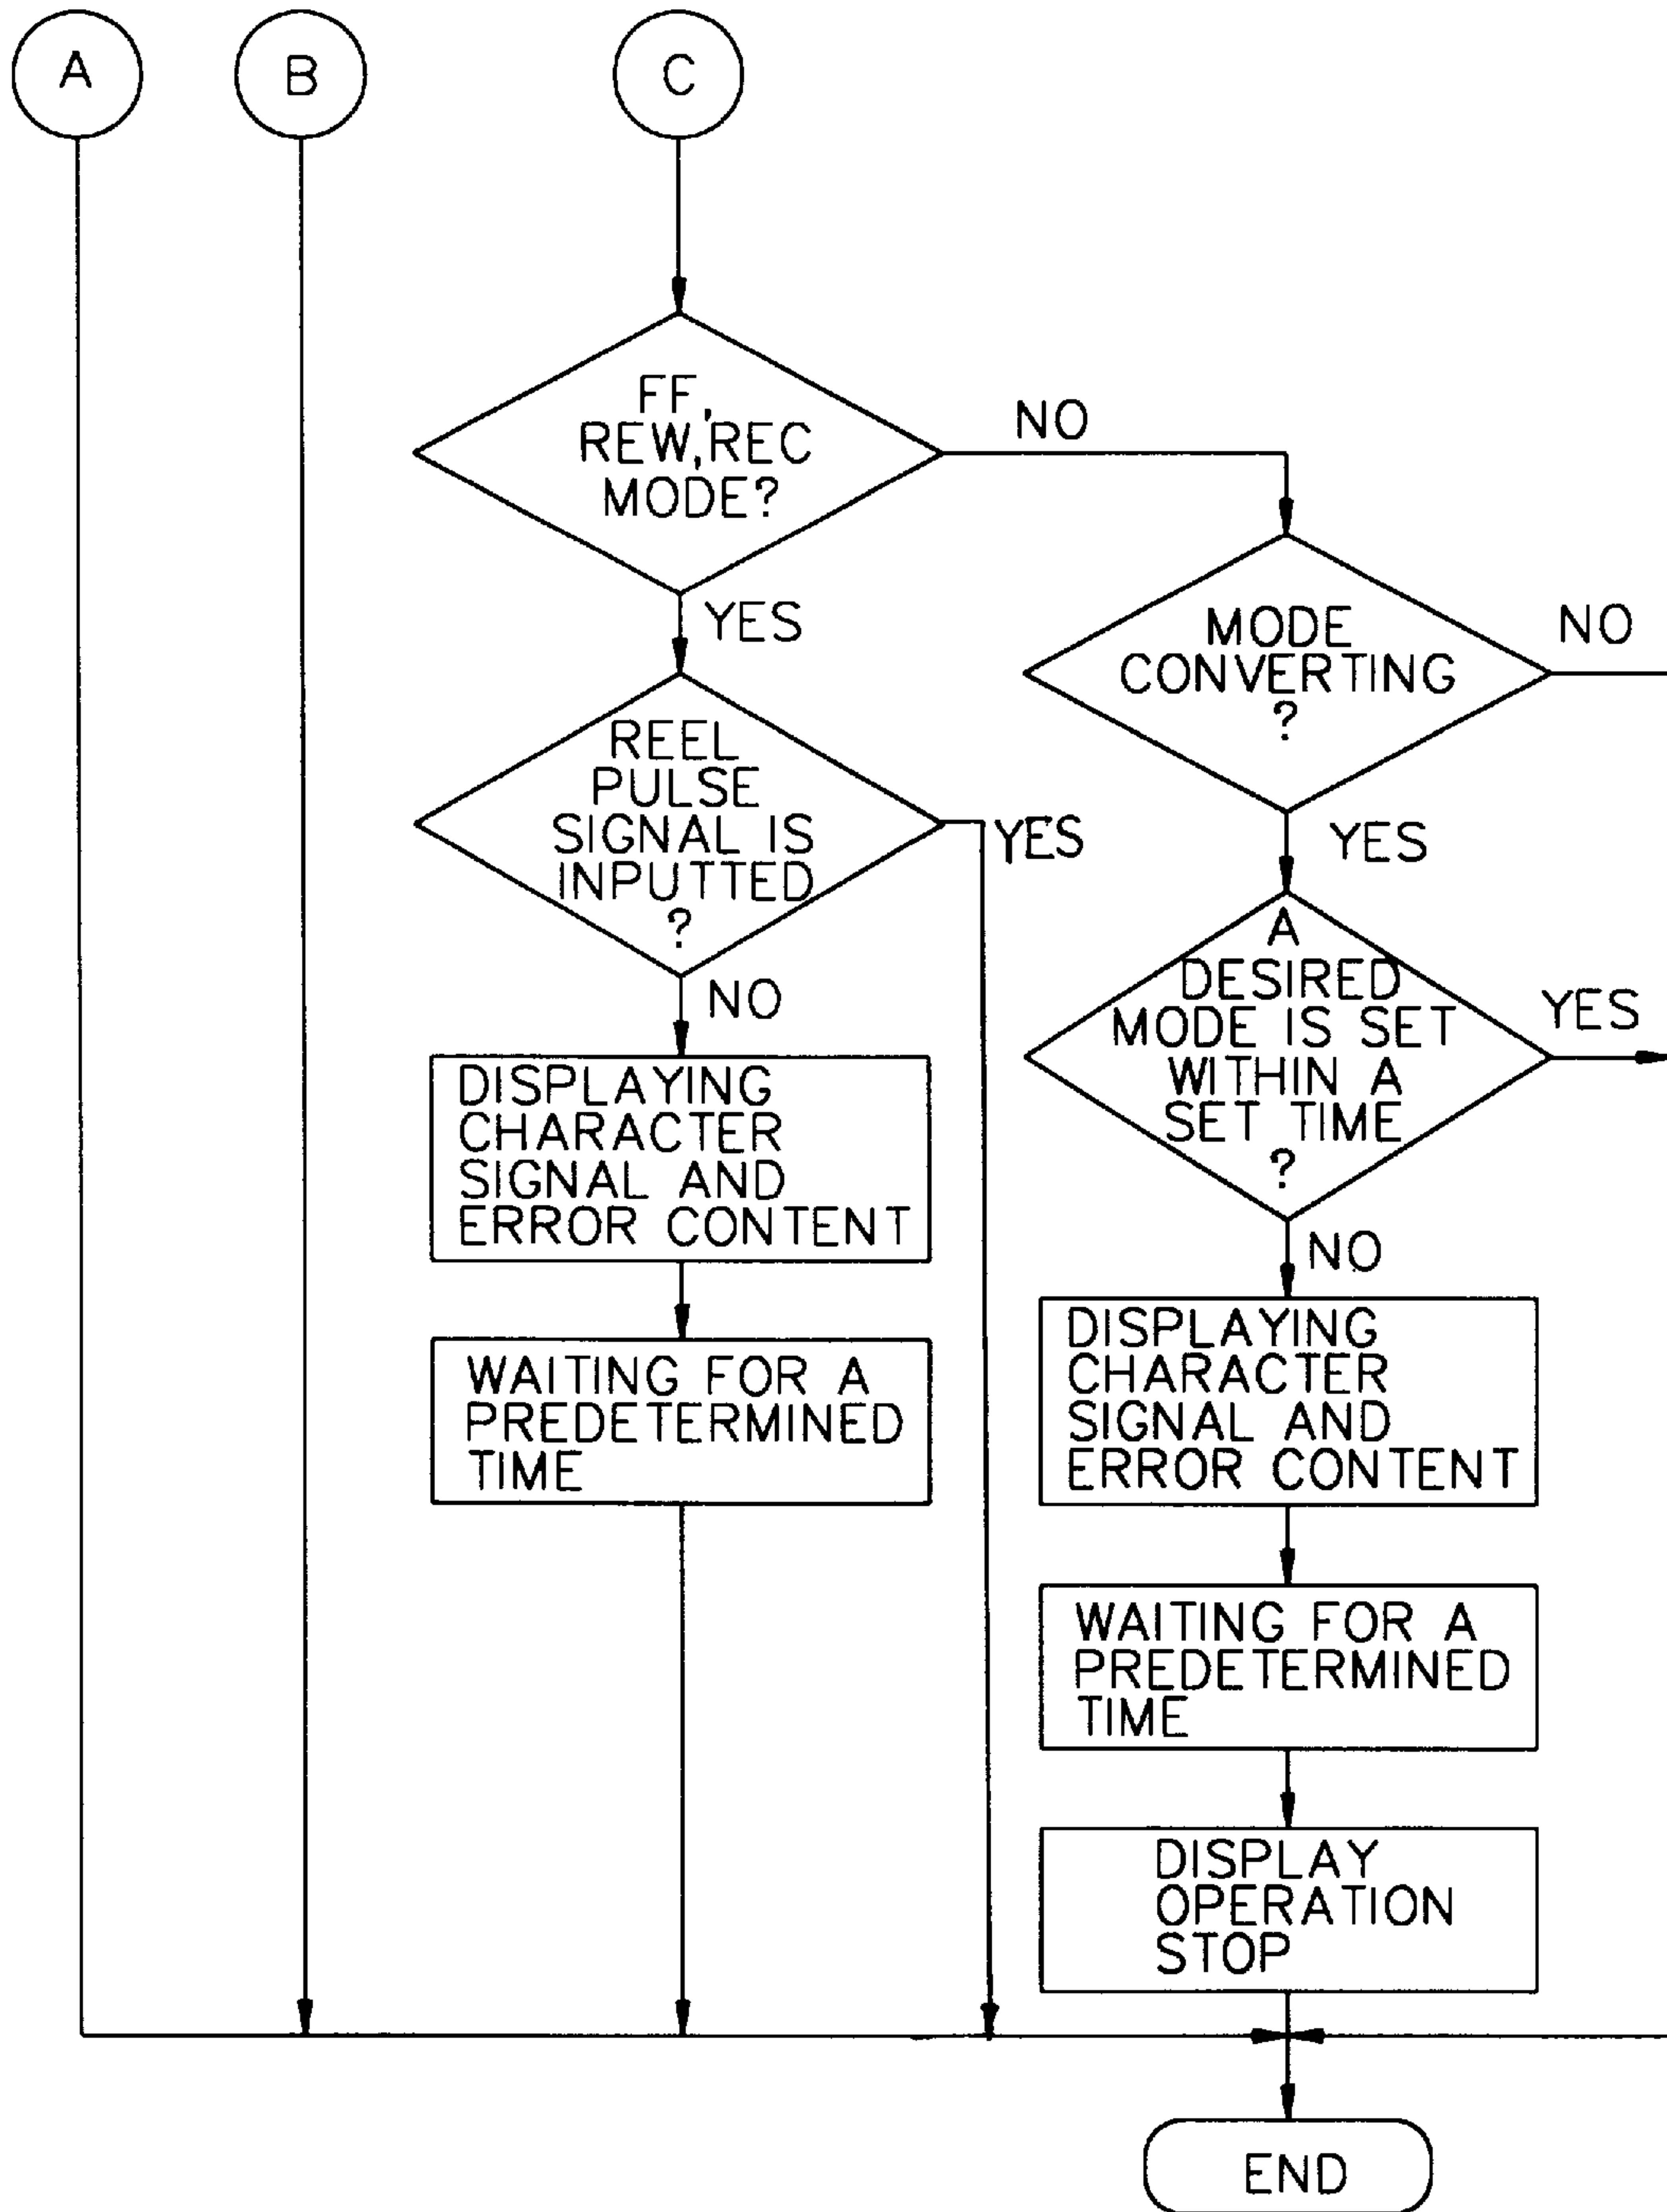 A
B
C
FF,
REW,REC
MODE?
NO
YES
MODE
CONVERTING
?
NO
REEL
PULSE
SIGNAL IS
INPUTTED
?
YES
YES
A
DESIRED
MODE IS SET
WITHIN A
SET TIME
?
YES
NO
DISPLAYING
CHARACTER
SIGNAL AND
ERROR CONTENT
NO
WAITING FOR A
PREDETERMINED
TIME
DISPLAYING
CHARACTER
SIGNAL AND
ERROR CONTENT
WAITING FOR A
PREDETERMINED
TIME
DISPLAY
OPERATION
STOP
END